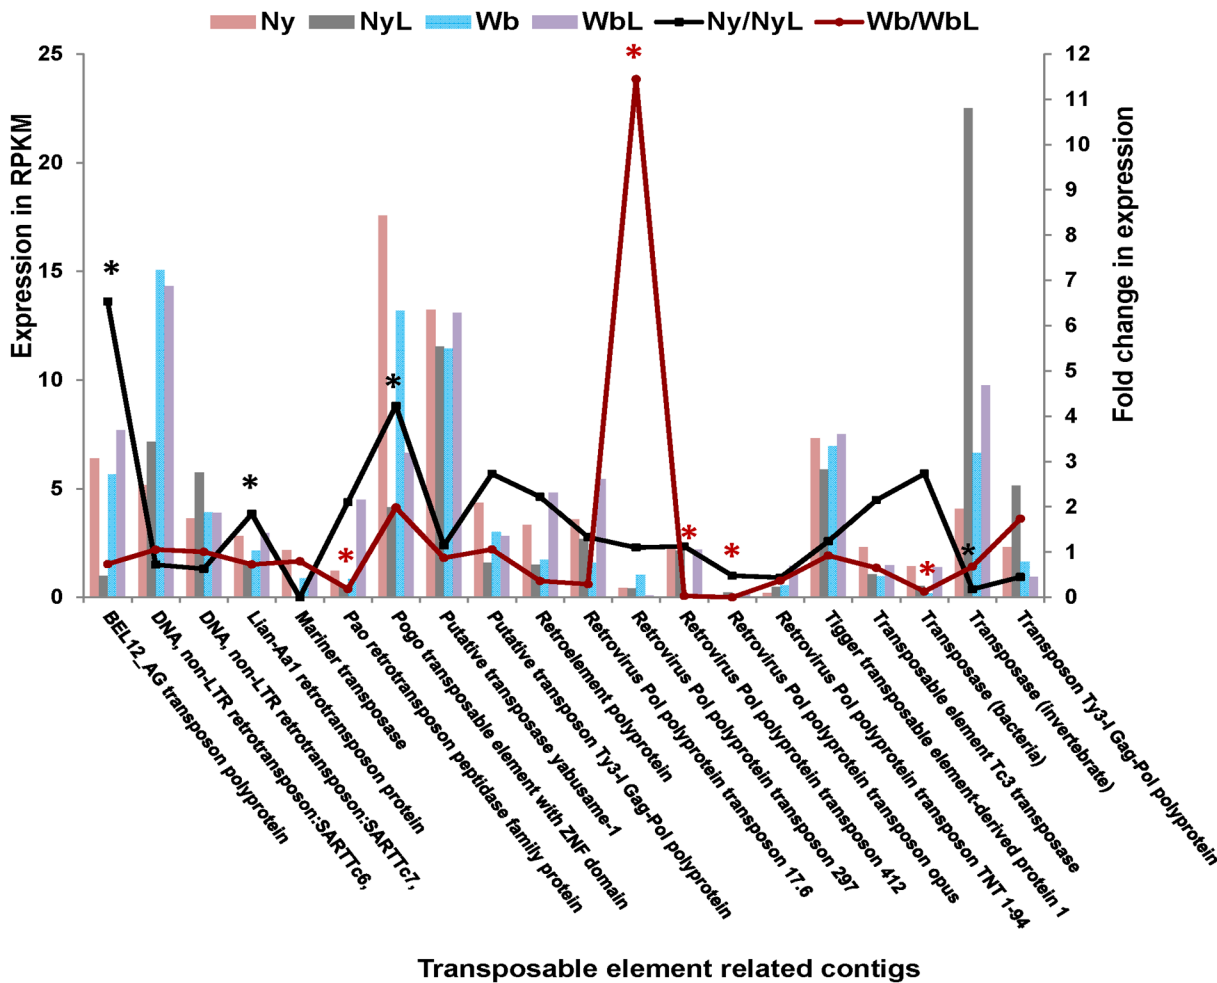 Ny NyL Wb WbL Ny/NyL Wb/WbL
Expression in RPKM
25
20
15
10
5
0
12
11
10
9
8
7
6
5
4
3
2
1
0
Fold change in expression
*
*
*
*
*
*
*
*
*
BEL12_AG transposon polyprotein
DNA, non-LTR retrotransposon:SARTTc6,
DNA, non-LTR retrotransposon:SARTTc7,
Lian-Aa1 retrotransposon protein
Mariner transposase
Pao retrotransposon peptidase family protein
Pogo transposable element with ZNF domain
Putative transposase yabusame-1
Putative transposon Ty3-I Gag-Pol polyprotein
Retroelement polyprotein
Retrovirus Pol polyprotein transposon 17.6
Retrovirus Pol polyprotein transposon 297
Retrovirus Pol polyprotein transposon 412
Retrovirus Pol polyprotein transposon opus
Retrovirus Pol polyprotein transposon TNT 1-94
Tigger transposable element-derived protein 1
Transposable element Tc3 transposase
Transposase (bacteria)
Transposase (invertebrate)
Transposon Ty3-I Gag-Pol polyprotein
Transposable element related contigs